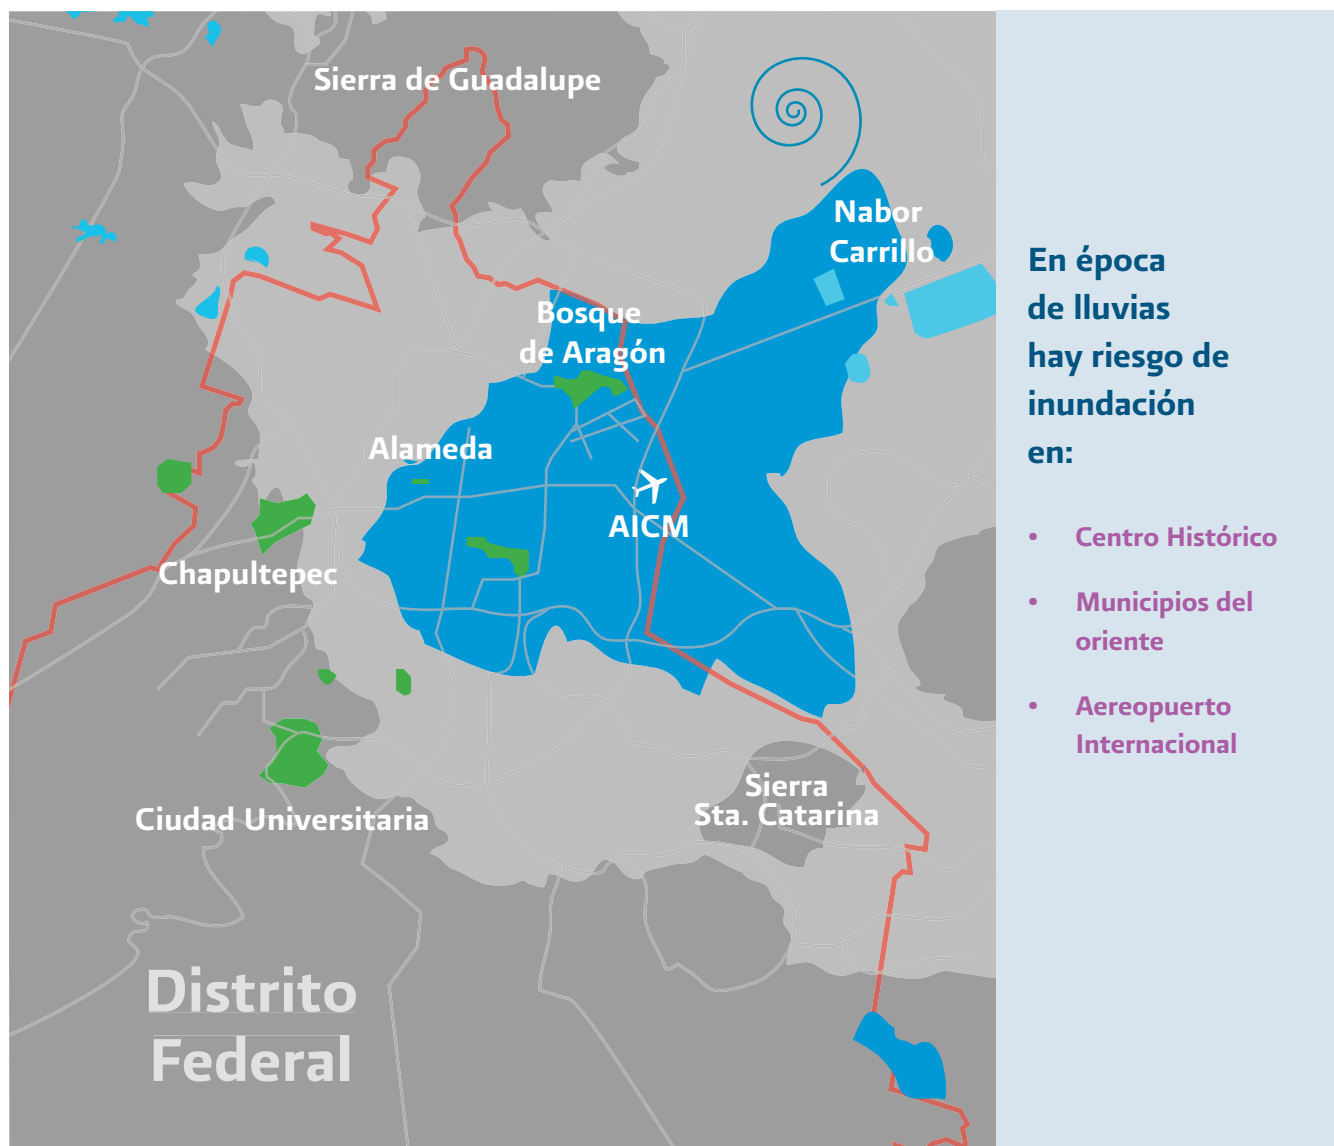 Sierra de Guadalupe
Nabor
Carrillo
Bosque
de Aragón
Alameda
AICM
Chapultepec
Sierra
Sta. Catarina
Ciudad Universitaria
Distrito
Federal
En época
de lluvias
hay riesgo de
inundación
en:
• Centro Histórico
• Municipios del
oriente
• Aereopuerto
Internacional